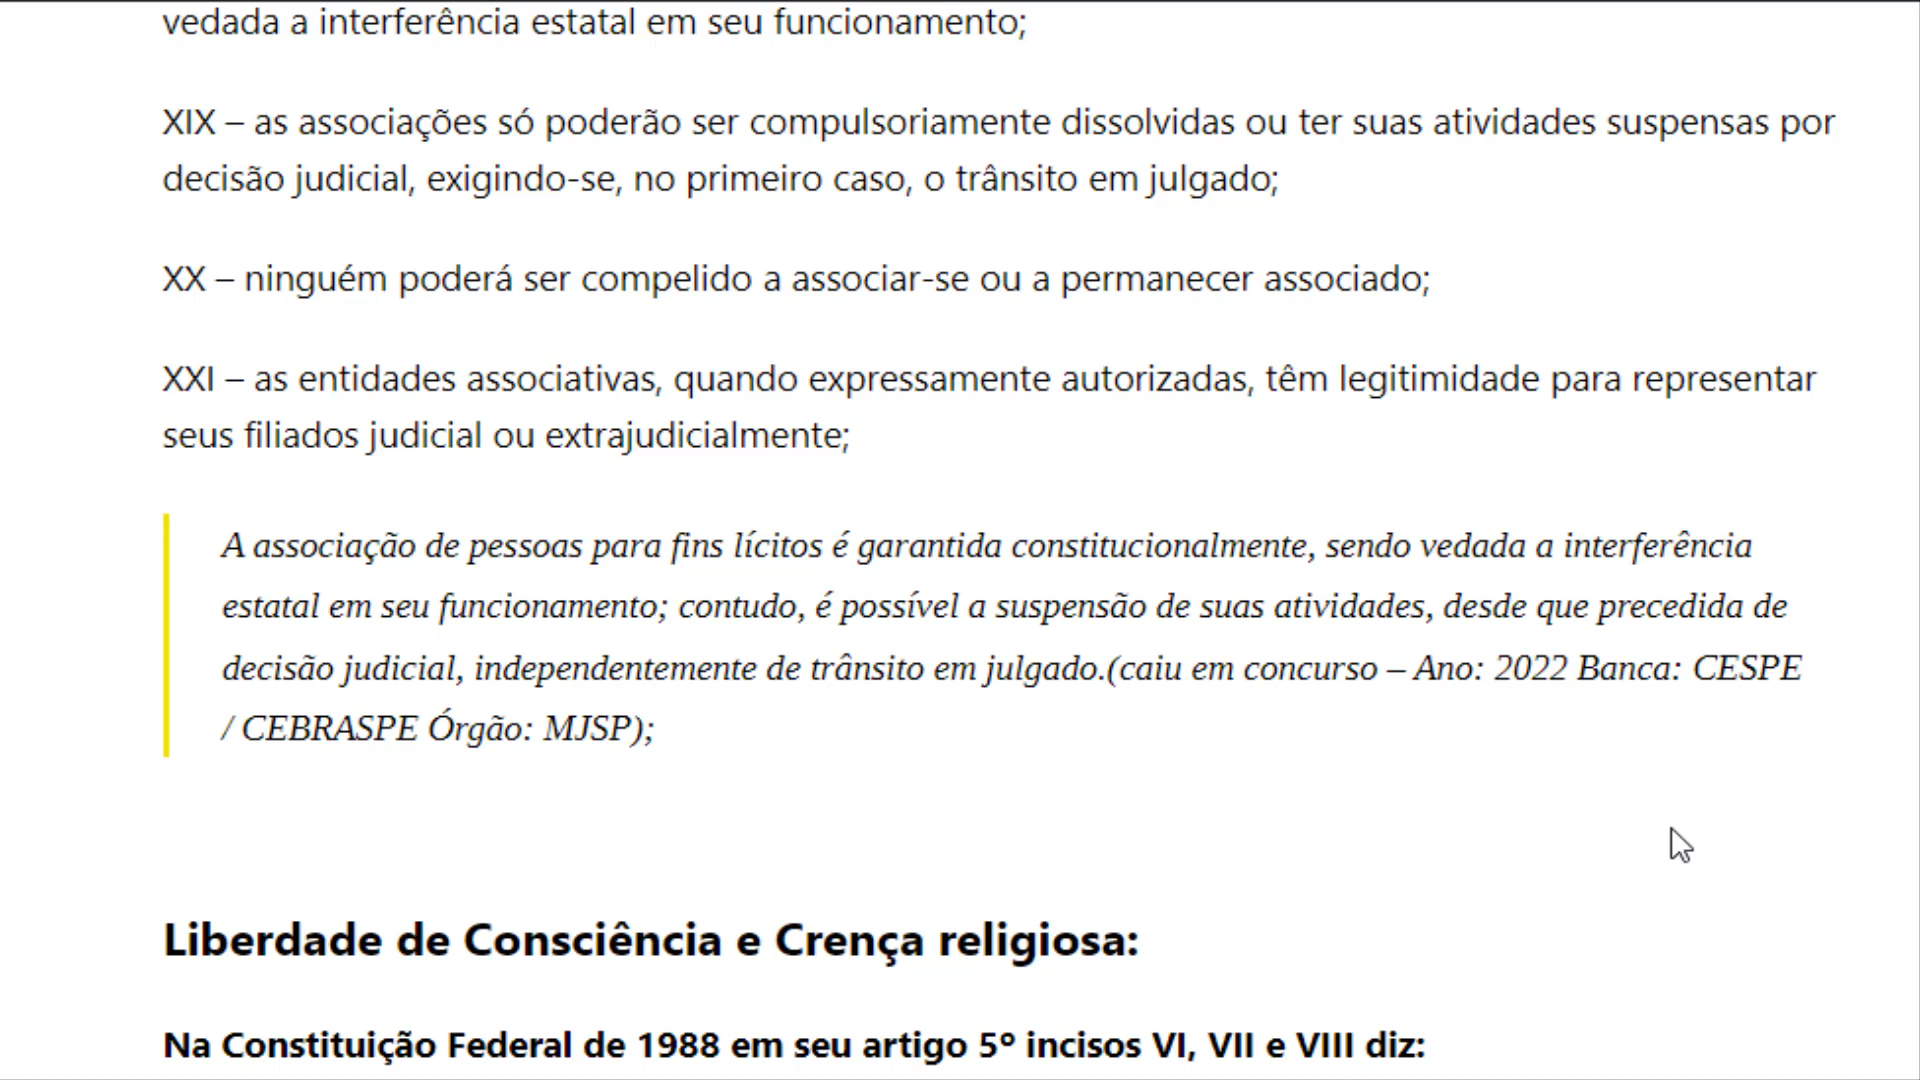 vedada a interferência estatal em seu funcionamento;
XIX – as associações só poderão ser compulsoriamente dissolvidas ou ter suas atividades suspensas por
decisão judicial, exigindo-se, no primeiro caso, o trânsito em julgado;
XX – ninguém poderá ser compelido a associar-se ou a permanecer associado;
XXI – as entidades associativas, quando expressamente autorizadas, têm legitimidade para representar
seus filiados judicial ou extrajudicialmente;
A associação de pessoas para fins lícitos é garantida constitucionalmente, sendo vedada a interferência
estatal em seu funcionamento; contudo, é possível a suspensão de suas atividades, desde que precedida de
decisão judicial, independentemente de trânsito em julgado.(caiu em concurso – Ano: 2022 Banca: CESPE
/ CEBRASPE Órgão: MJSP);
Liberdade de Consciência e Crença religiosa:
Na Constituição Federal de 1988 em seu artigo 5º incisos VI, VII e VIII diz: